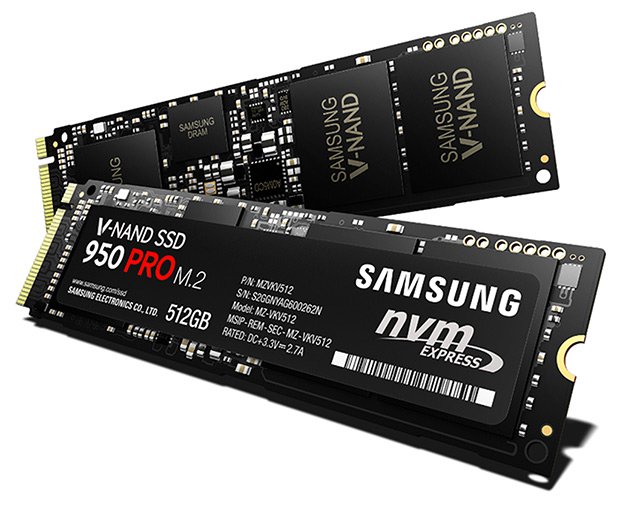 SAMSUNG
V-NAND
SAMSUNG
V-NAND
SAMSUNG
DRAM
SAMSUNG
V-NAND SSD
950 PRO M.2
www.samsung.com/ssd
SAMSUNG ELECTRONICS CO., LTD.
512GB
P/N: MZVKV512
S/N: S2GGNYAG600262N
Model: MZ-VKV512
MSIP-REM-SEC-MZ-VKV512
RATED: DC+3.3V⎓ 2.7A
SAMSUNG
nvm
EXPRESS